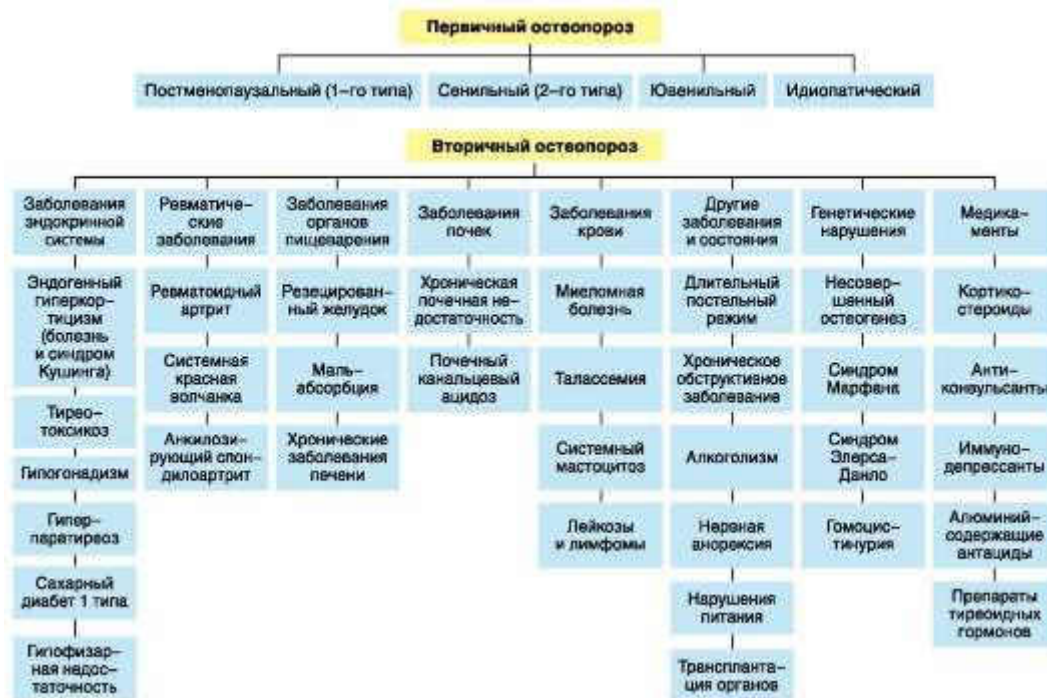 Первичный остеопороз
Постменопаузальный (1–го типа)
Сенильный (2–го типа)
Ювенильный
Идиопатический
Вторичный остеопороз
Заболевания
эндокринной
системы
Эндогенный
гиперкор–
тицизм
(болезнь
и синдром
Кушинга)
Тирео–
токсикоз
Гипогонадизм
Гипер–
паратиреоз
Сахарный
диабет 1 типа
Гипофизар–
ная недос–
таточность
Ревматиче–
ские
заболевания
Ревматоидный
артрит
Системная
красная
волчанка
Анкилози–
рующий спон–
дилоартрит
Заболевания
органов
пищеварения
Резецирован–
ный желудок
Маль–
абсорбция
Хронические
заболевания
печени
Заболевания
почек
Хроническая
почечная не–
достаточность
Почечный
канальцевый
ацидоз
Заболевания
крови
Миеломная
болезнь
Талассемия
Системный
мастоцитоз
Лейкозы
и лимфомы
Другие
заболевания
и состояния
Длительный
постельный
режим
Хроническое
обструктивное
заболевание
Алкоголизм
Нервная
анорексия
Нарушения
питания
Трансплента–
ция органов
Генетические
нарушения
Несовер–
шенный
остеогенез
Синдром
Марфана
Синдром
Элерса–
Данло
Гомоцис–
тинурия
Медика–
менты
Кортико–
стероиды
Анти–
конвульсанты
Иммуно–
депрессанты
Алюминий–
содержащие
антациды
Препараты
тиреоидных
гормонов